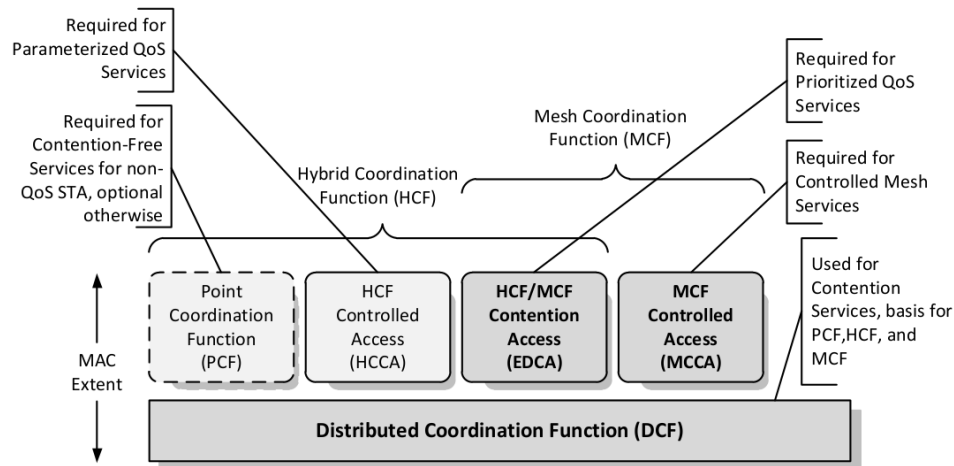 Required for
Parameterized QoS
Services
Required for
Contention-Free
Services for non-
QoS STA, optional
otherwise
Mesh Coordination
Function (MCF)
Hybrid Coordination
Function (HCF)
Required for
Prioritized QoS
Services
Required for
Controlled Mesh
Services
Used for
Contention
Services, basis for
PCF,HCF, and
MCF
MAC
Extent
Point
Coordination
Function
(PCF)
HCF
Controlled
Access
(HCCA)
HCF/MCF
Contention
Access
(EDCA)
MCF
Controlled
Access
(MCCA)
Distributed Coordination Function (DCF)